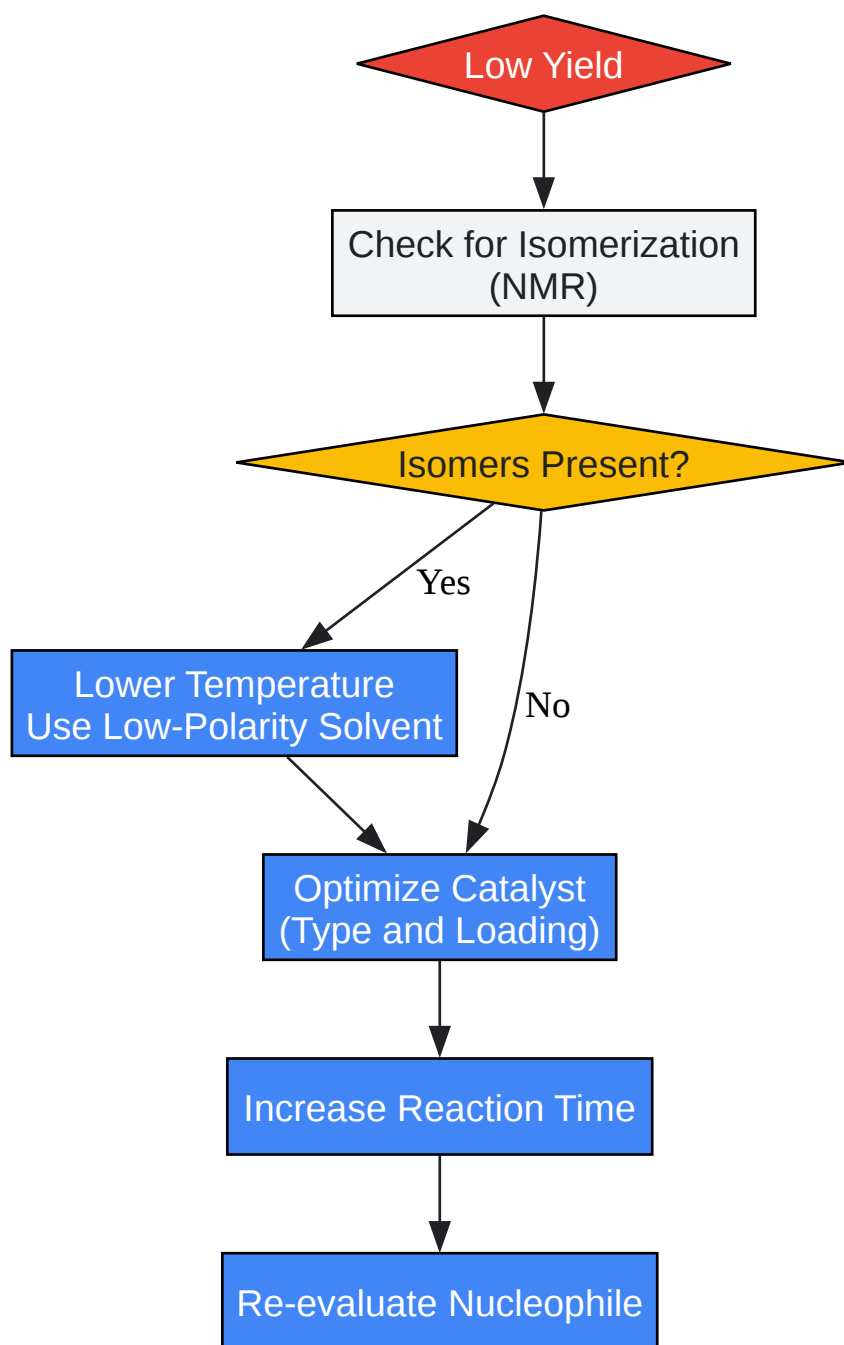 Low Yield
Check for Isomerization
(NMR)
Isomers Present?
Yes
Lower Temperature
Use Low-Polarity Solvent
No
Optimize Catalyst
(Type and Loading)
Increase Reaction Time
Re-evaluate Nucleophile